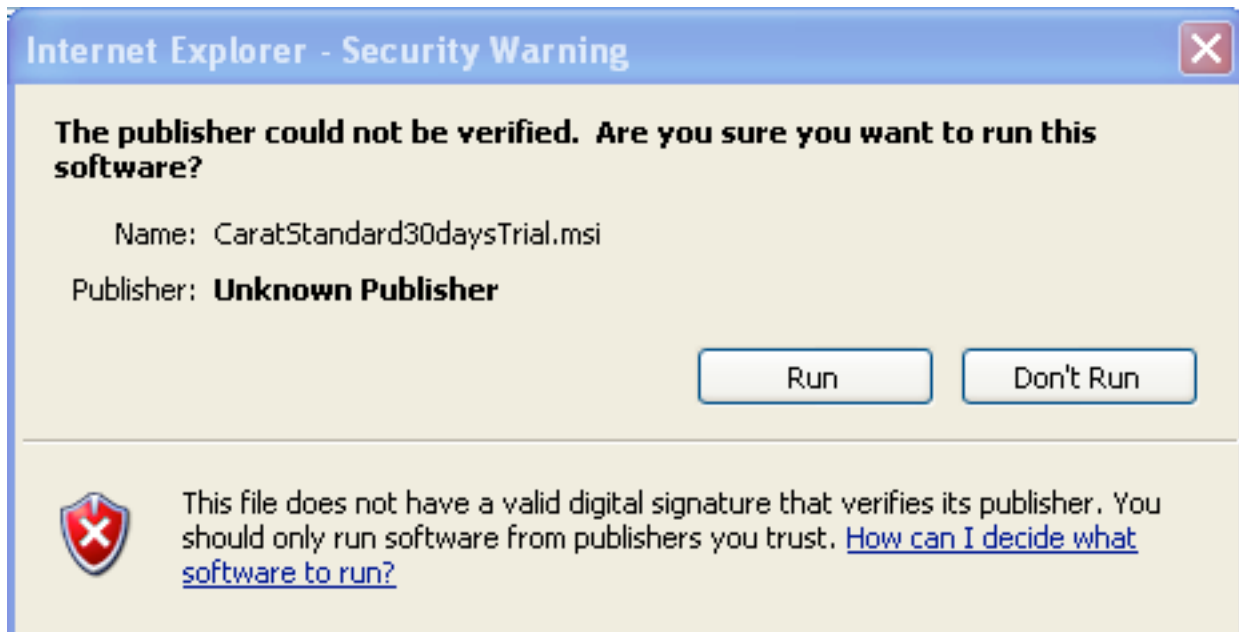 Internet Explorer - Security Warning
The publisher could not be verified.  Are you sure you want to run this
software?
Name: CaratStandard30daysTrial.msi
Publisher: Unknown Publisher
Run
Don't Run
This file does not have a valid digital signature that verifies its publisher. You
should only run software from publishers you trust. How can I decide what
software to run?